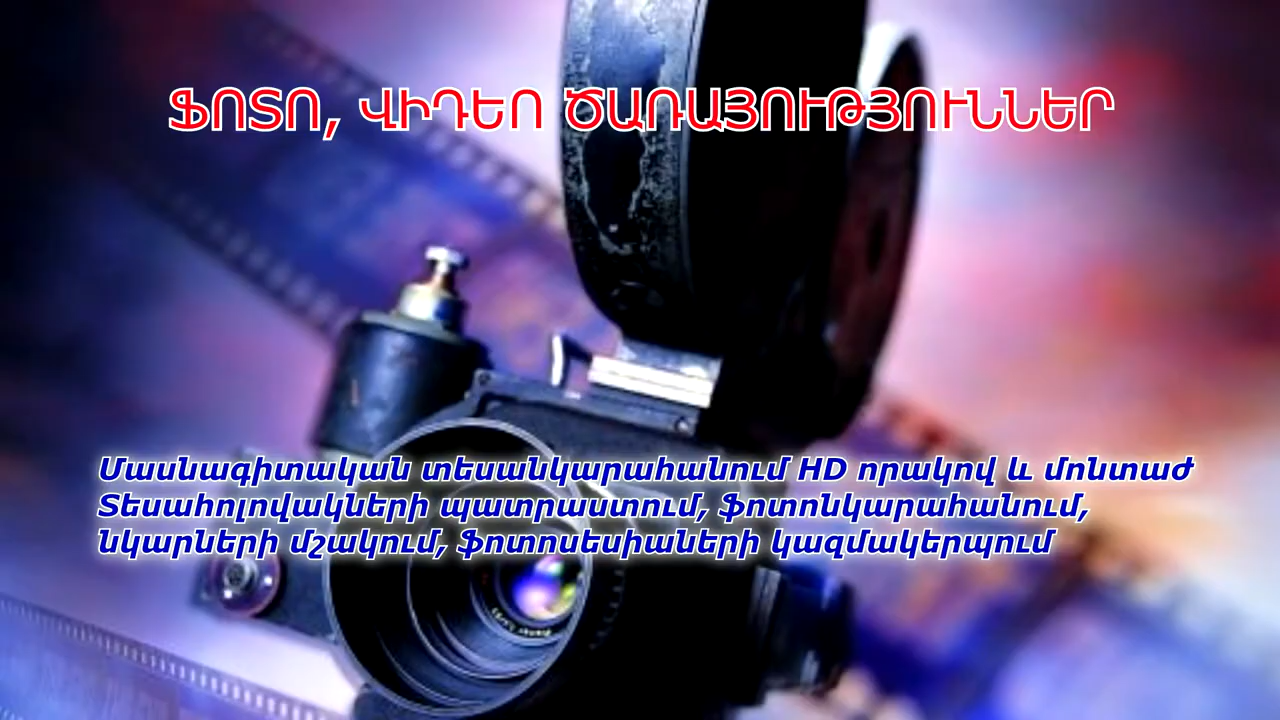 ՖՈՏՈ, ՎԻԴԵՈ ԾԱՌԱՅՈՒԹՅՈՒՆՆԵՐ
Մասնագիտական տեսանկարահանում HD որակով և մոնտաժ
Տեսահոլովակների պատրաստում, ֆոտոնկարահանում,
նկարների մշակում, ֆոտոսեսիաների կազմակերպում